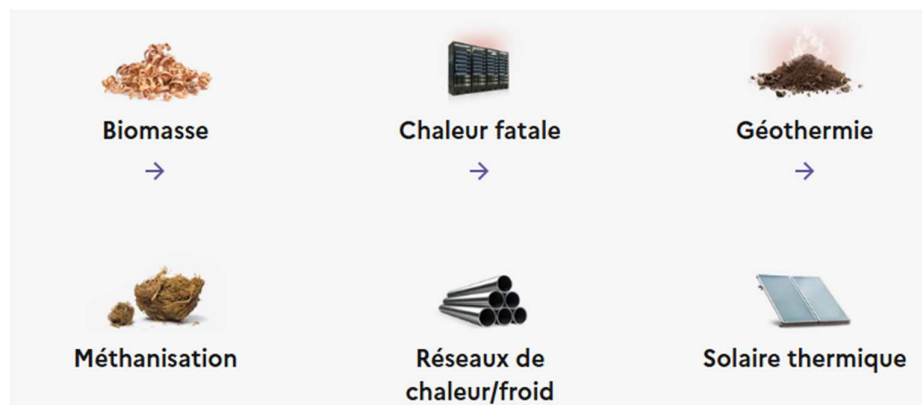 Biomasse
Chaleur fatale
Géothermie
Méthanisation
Réseaux de
chaleur/froid
Solaire thermique